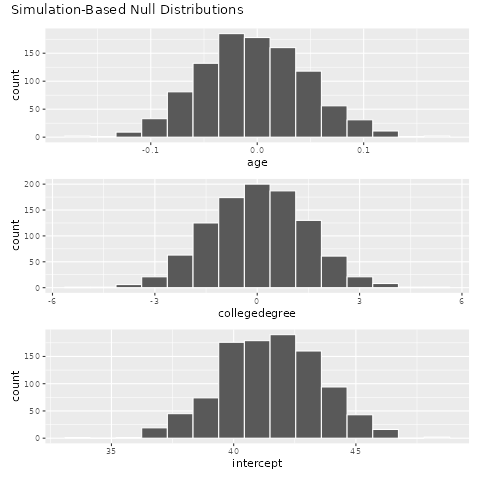 Simulation-Based Null Distributions
150
100
50
0
count
-0.1 0.0 0.1
age
200
150
100
50
0
count
-6 -3 0 3 6
collegedegree
150
100
50
0
count
35 40 45
intercept